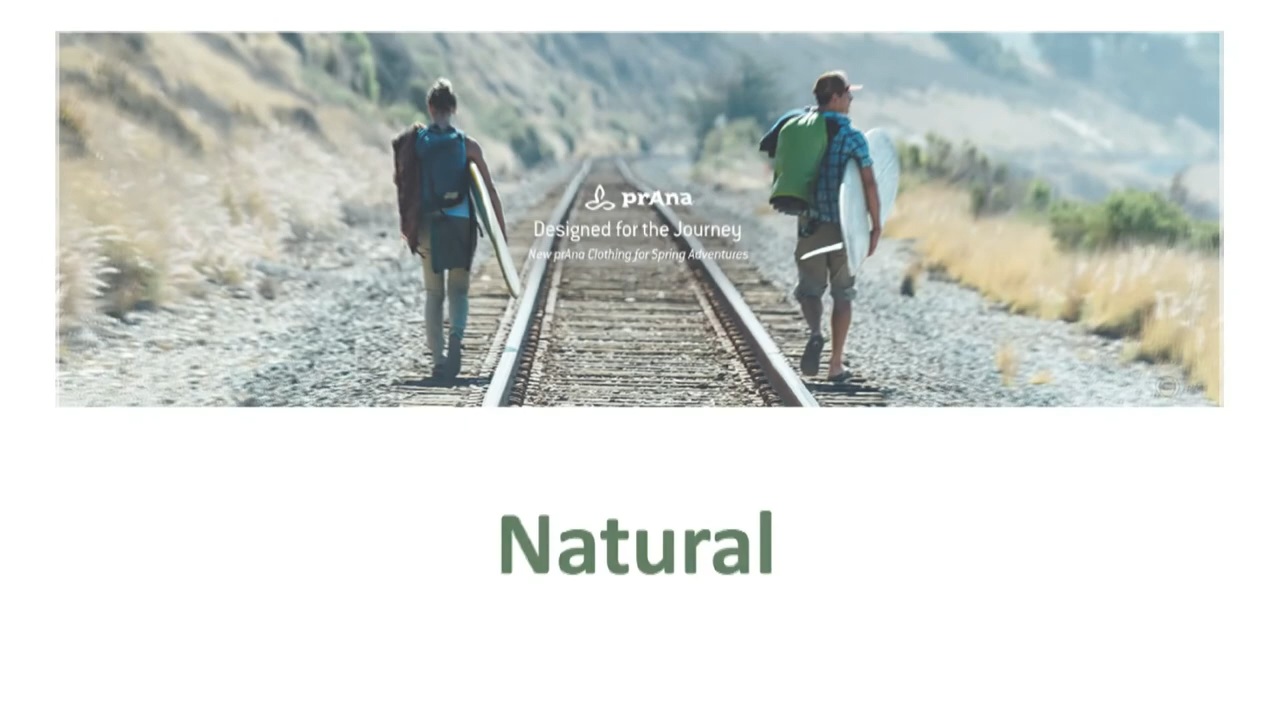 prAna
Designed for the Journey
New prAna Clothing for Spring Adventures
Natural